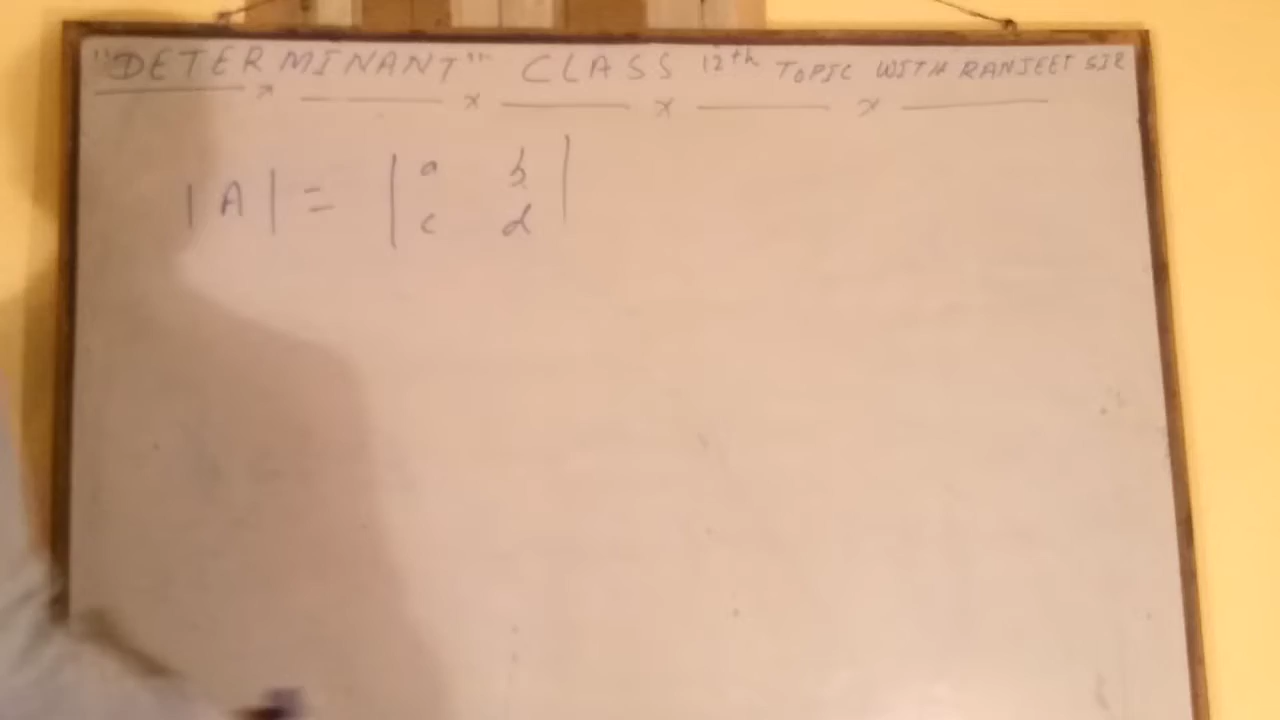 "DETERMINANT" CLASS 12th TOPIC WITH RANJEET SIR
|A| = | a b |
| c d |